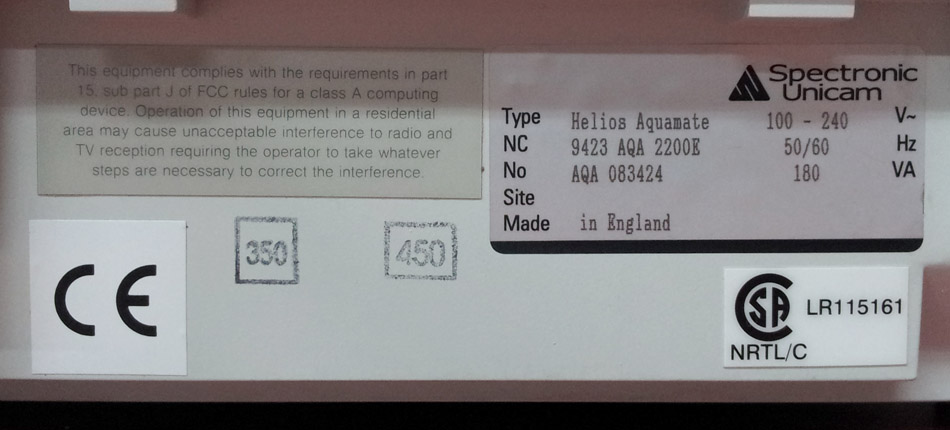 This equipment complies with the requirements in part
15, sub part J of FCC rules for a class A computing
device. Operation of this equipment in a residential
area may cause unacceptable interference to radio and
TV reception requiring the operator to take whatever
steps are necessary to correct the interference.
Spectronic
Unicam
Type Helios Aquamate 100 - 240 V~
NC 9423 AQA 2200E 50/60 Hz
No AQA 083424 180 VA
Site
Made in England
CE
350
450
CSA LR115161
NRTL/C